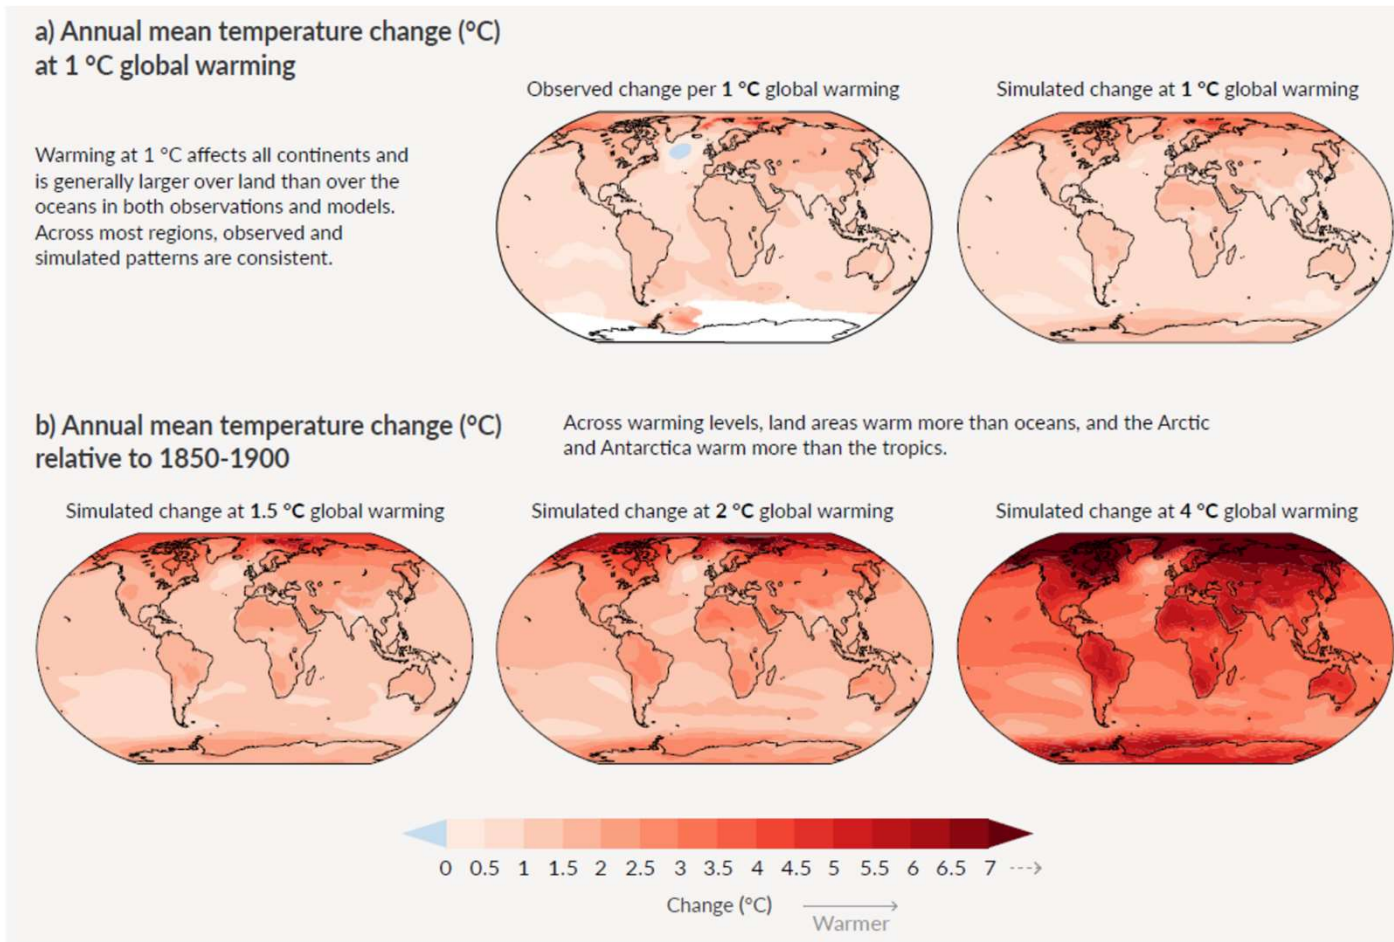 a) Annual mean temperature change (°C)
at 1 °C global warming
Warming at 1 °C affects all continents and
is generally larger over land than over the
oceans in both observations and models.
Across most regions, observed and
simulated patterns are consistent.
Observed change per 1 °C global warming
Simulated change at 1 °C global warming
b) Annual mean temperature change (°C)
relative to 1850-1900
Across warming levels, land areas warm more than oceans, and the Arctic
and Antarctica warm more than the tropics.
Simulated change at 1.5 °C global warming
Simulated change at 2 °C global warming
Simulated change at 4 °C global warming
0 0.5 1 1.5 2 2.5 3 3.5 4 4.5 5 5.5 6 6.5 7
Change (°C)
Warmer